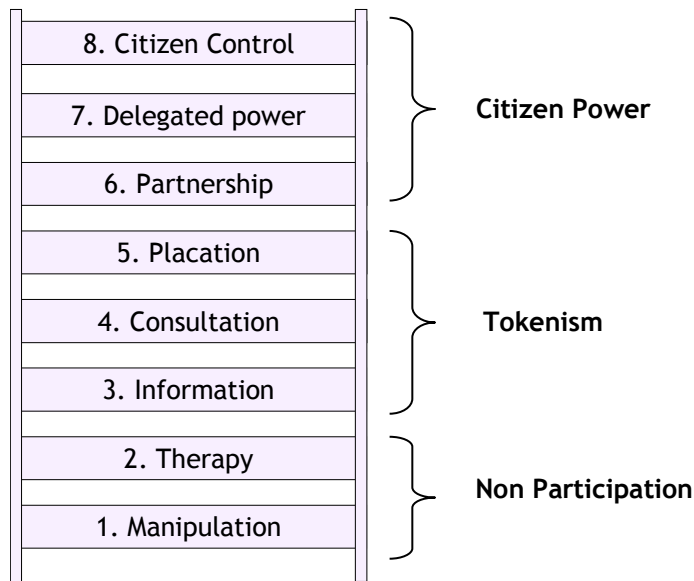 8. Citizen Control
7. Delegated power
Citizen Power
6. Partnership
5. Placation
4. Consultation
Tokenism
3. Information
2. Therapy
Non Participation
1. Manipulation